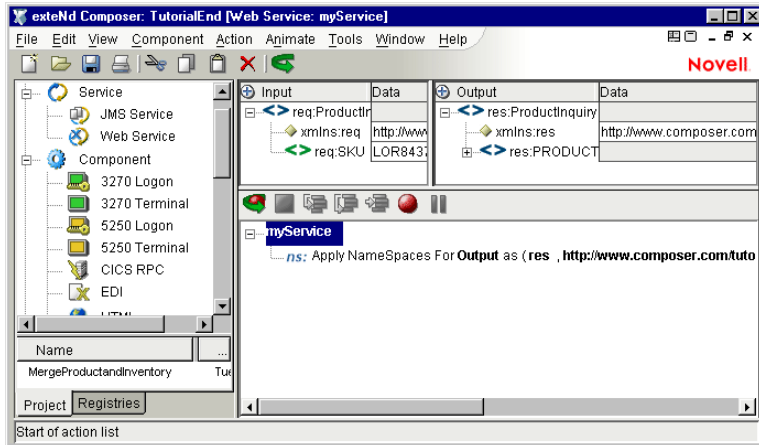 exteNd Composer: TutorialEnd [Web Service: myService]
File Edit View Component Action Animate Tools Window Help
Novell
Service
JMS Service
Web Service
Component
3270 Logon
3270 Terminal
5250 Logon
5250 Terminal
CICS RPC
EDI
HTML
Name ...
MergeProductandInventory Tue
Project Registries
Input Data
req:ProductIr
xmlns:req http://www
req:SKU LOR8437
Output Data
res:ProductInquiry
xmlns:res http://www.composer.com
res:PRODUCT
myService
ns: Apply NameSpaces For Output as ( res , http://www.composer.com/tuto
Start of action list